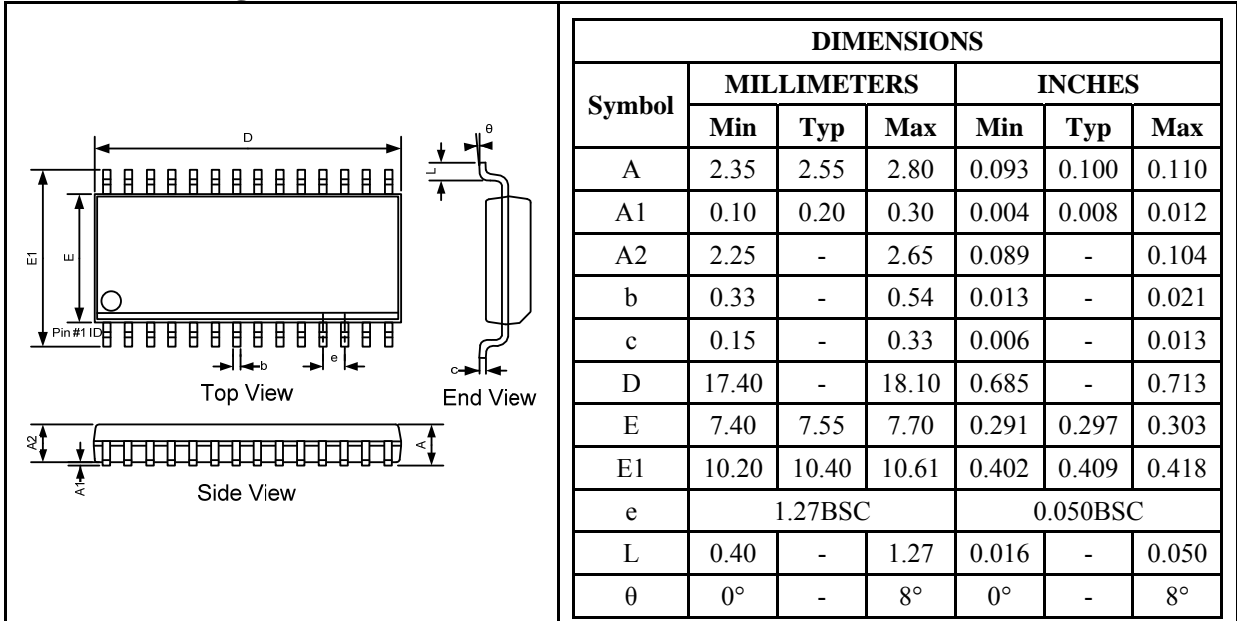 D
E1
E
Pin #1 ID
b
e
Top View
θ
L
c
End View
A2
A1
A
Side View
DIMENSIONS
Symbol MILLIMETERS INCHES
Min Typ Max Min Typ Max
A 2.35 2.55 2.80 0.093 0.100 0.110
A1 0.10 0.20 0.30 0.004 0.008 0.012
A2 2.25 - 2.65 0.089 - 0.104
b 0.33 - 0.54 0.013 - 0.021
c 0.15 - 0.33 0.006 - 0.013
D 17.40 - 18.10 0.685 - 0.713
E 7.40 7.55 7.70 0.291 0.297 0.303
E1 10.20 10.40 10.61 0.402 0.409 0.418
e 1.27BSC 0.050BSC
L 0.40 - 1.27 0.016 - 0.050
θ 0° - 8° 0° - 8°